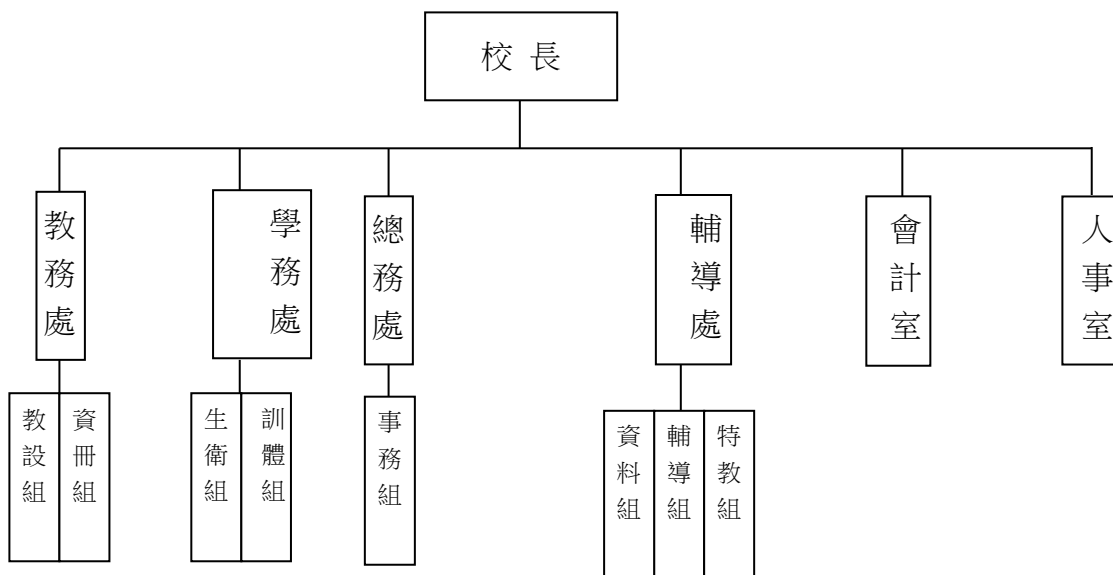 校長
教務處
學務處
總務處
輔導處
會計室
人事室
教設組
資冊組
生衛組
訓體組
事務組
資料組
輔導組
特教組